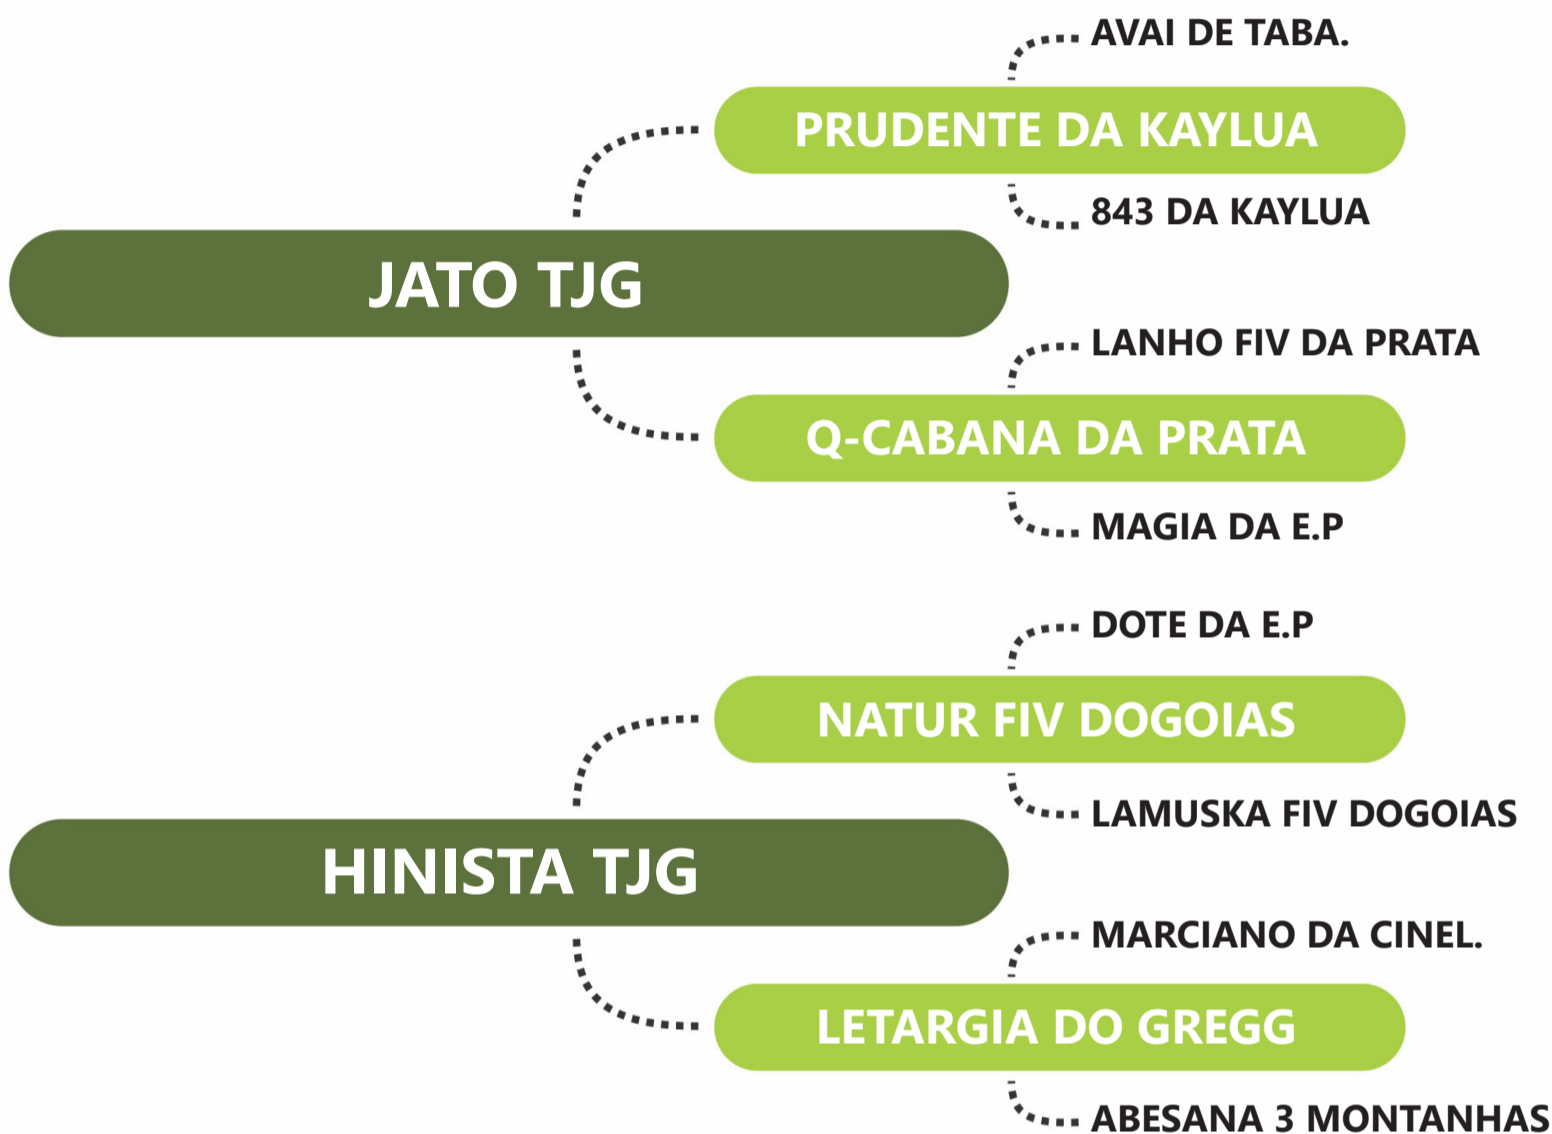 AVAI DE TABA.
PRUDENTE DA KAYLUA
843 DA KAYLUA
JATO TJG
LANHO FIV DA PRATA
Q-CABANA DA PRATA
MAGIA DA E.P
DOTE DA E.P
NATUR FIV DOGOIAS
LAMUSKA FIV DOGOIAS
HINISTA TJG
MARCIANO DA CINEL.
LETARGIA DO GREGG
ABESANA 3 MONTANHAS